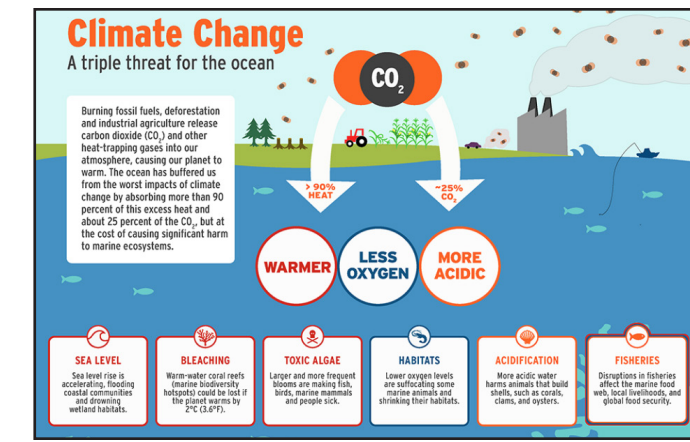 Climate Change
A triple threat for the ocean
CO2
Burning fossil fuels, deforestation
and industrial agriculture release
carbon dioxide (CO2) and other
heat-trapping gases into our
atmosphere, causing our planet to
warm. The ocean has buffered us
from the worst impacts of climate
change by absorbing more than 90
percent of this excess heat and
about 25 percent of the CO2, but at
the cost of causing significant harm
to marine ecosystems.
> 90%
HEAT
~25%
CO2
WARMER
LESS
OXYGEN
MORE
ACIDIC
SEA LEVEL
Sea level rise is
accelerating, flooding
coastal communities
and drowning
wetland habitats.
BLEACHING
Warm-water coral reefs
(marine biodiversity
hotspots) could be lost if
the planet warms by
2°C (3.6°F).
TOXIC ALGAE
Larger and more frequent
blooms are making fish,
birds, marine mammals
and people sick.
HABITATS
Lower oxygen levels
are suffocating some
marine animals and
shrinking their habitats.
ACIDIFICATION
More acidic water
harms animals that build
shells, such as corals,
clams, and oysters.
FISHERIES
Disruptions in fisheries
affect the marine food
web, local livelihoods, and
global food security.